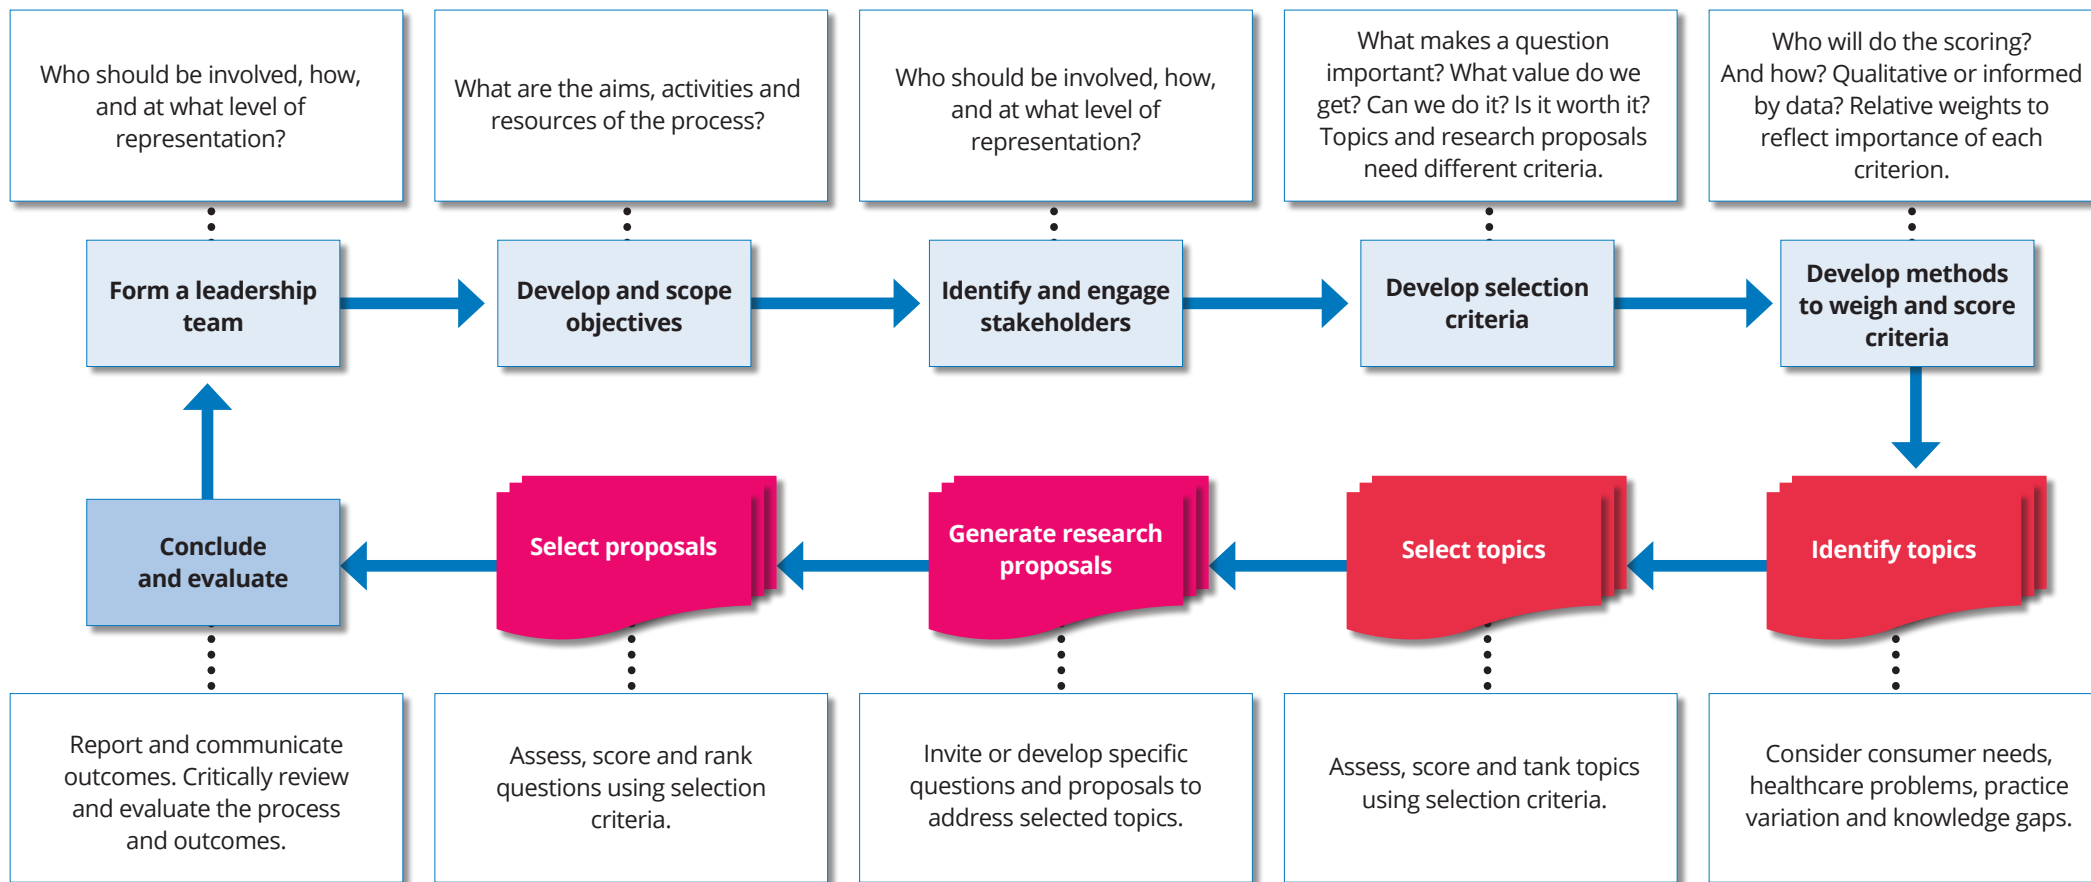 Who should be involved, how,
and at what level of
representation?
What are the aims, activities and
resources of the process?
Who should be involved, how,
and at what level of
representation?
What makes a question
important? What value do we
get? Can we do it? Is it worth it?
Topics and research proposals
need different criteria.
Who will do the scoring?
And how? Qualitative or informed
by data? Relative weights to
reflect importance of each
criterion.
Form a leadership
team
Develop and scope
objectives
Identify and engage
stakeholders
Develop selection
criteria
Develop methods
to weigh and score
criteria
Conclude
and evaluate
Select proposals
Generate research
proposals
Select topics
Identify topics
Report and communicate
outcomes. Critically review
and evaluate the process
and outcomes.
Assess, score and rank
questions using selection
criteria.
Invite or develop specific
questions and proposals to
address selected topics.
Assess, score and tank topics
using selection criteria.
Consider consumer needs,
healthcare problems, practice
variation and knowledge gaps.